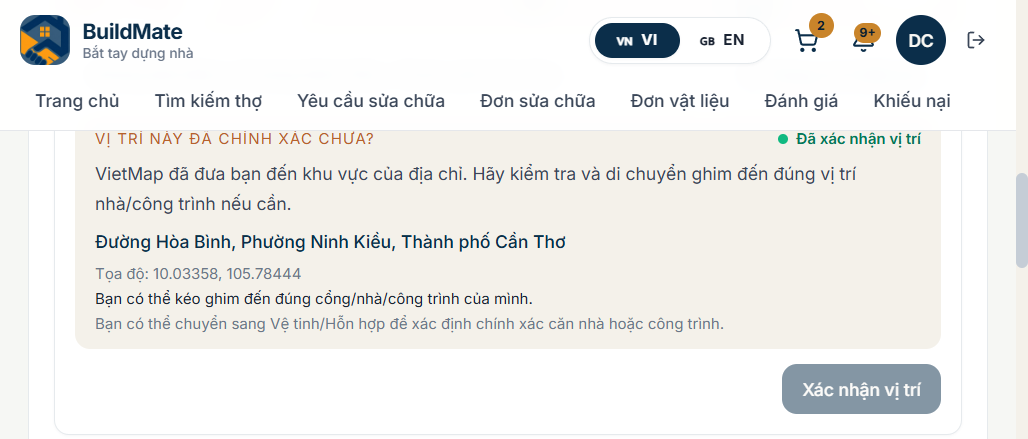 BuildMate
Bắt tay dựng nhà
VN VI
GB EN
2
9+
DC
Trang chủ
Tìm kiếm thợ
Yêu cầu sửa chữa
Đơn sửa chữa
Đơn vật liệu
Đánh giá
Khiếu nại
VỊ TRÍ NÀY ĐÃ CHÍNH XÁC CHƯA?
Đã xác nhận vị trí
VietMap đã đưa bạn đến khu vực của địa chỉ. Hãy kiểm tra và di chuyển ghim đến đúng vị trí
nhà/công trình nếu cần.
Đường Hòa Bình, Phường Ninh Kiều, Thành phố Cần Thơ
Tọa độ: 10.03358, 105.78444
Bạn có thể kéo ghim đến đúng cổng/nhà/công trình của mình.
Bạn có thể chuyển sang Vệ tinh/Hỗn hợp để xác định chính xác căn nhà hoặc công trình.
Xác nhận vị trí